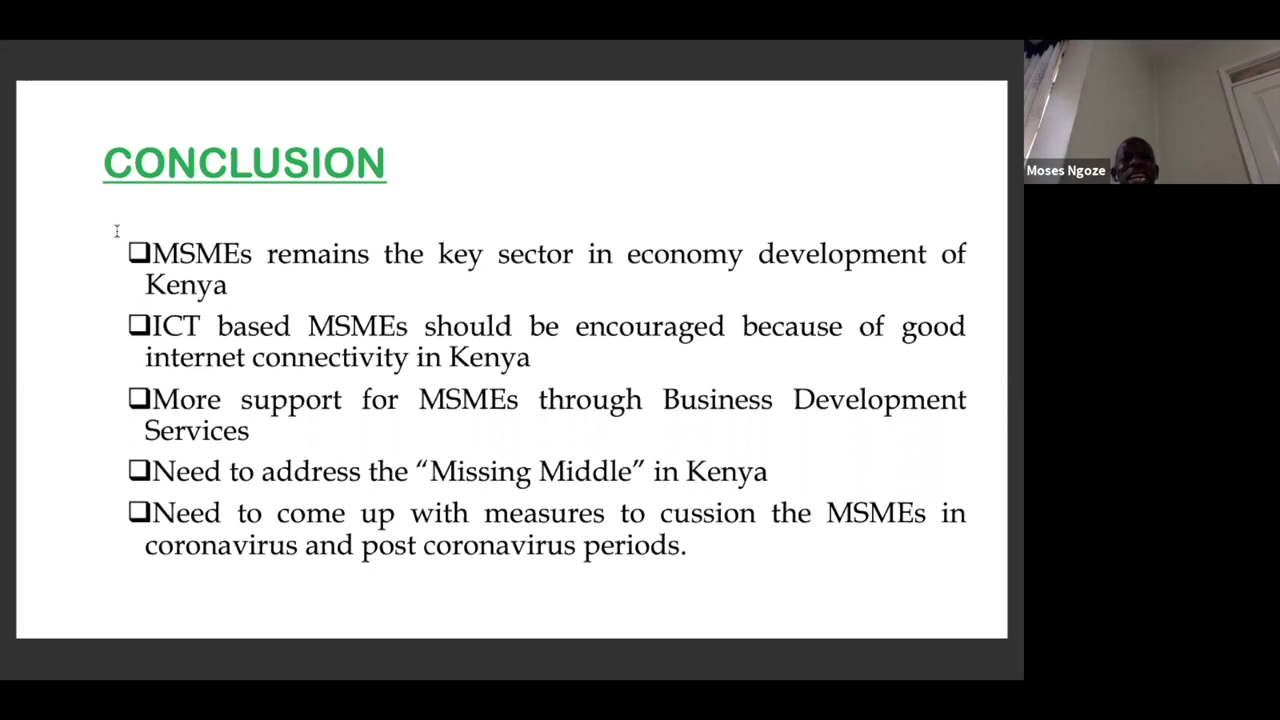 CONCLUSION
❑MSMEs remains the key sector in economy development of
Kenya
❑ICT based MSMEs should be encouraged because of good
internet connectivity in Kenya
❑More support for MSMEs through Business Development
Services
❑Need to address the “Missing Middle” in Kenya
❑Need to come up with measures to cussion the MSMEs in
coronavirus and post coronavirus periods.
Moses Ngoze